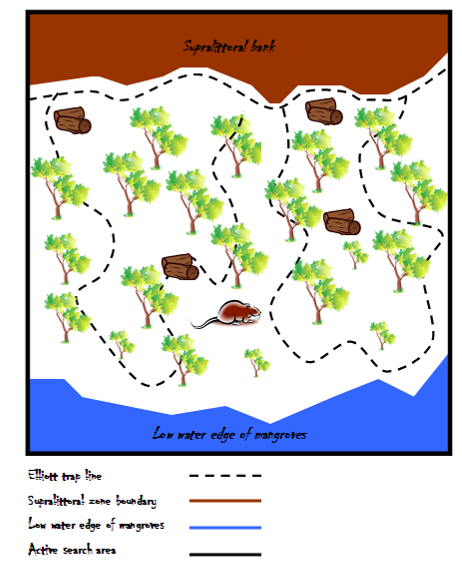 Supralittoral bank
Low water edge of mangroves
Elliott trap line
Supralittoral zone boundary
Low water edge of mangroves
Active search area